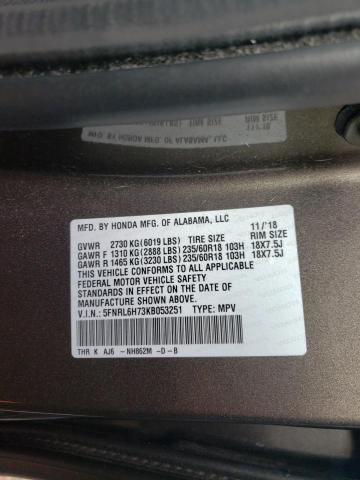 MFD. BY HONDA MFG. OF ALABAMA, LLC 11/'18
GVWR 2730 KG(6019 LBS) TIRE SIZE RIM SIZE
GAWR F 1310 KG(2888 LBS) 235/60R18 103H 18X7.5J
GAWR R 1465 KG(3230 LBS) 235/60R18 103H 18X7.5J
THIS VEHICLE CONFORMS TO ALL APPLICABLE
FEDERAL MOTOR VEHICLE SAFETY
STANDARDS IN EFFECT ON THE DATE OF
MANUFACTURE SHOWN ABOVE.
V.I.N: 5FNRL6H73KB053251 TYPE: MPV
THR K AJ6 -NH862M -D-B